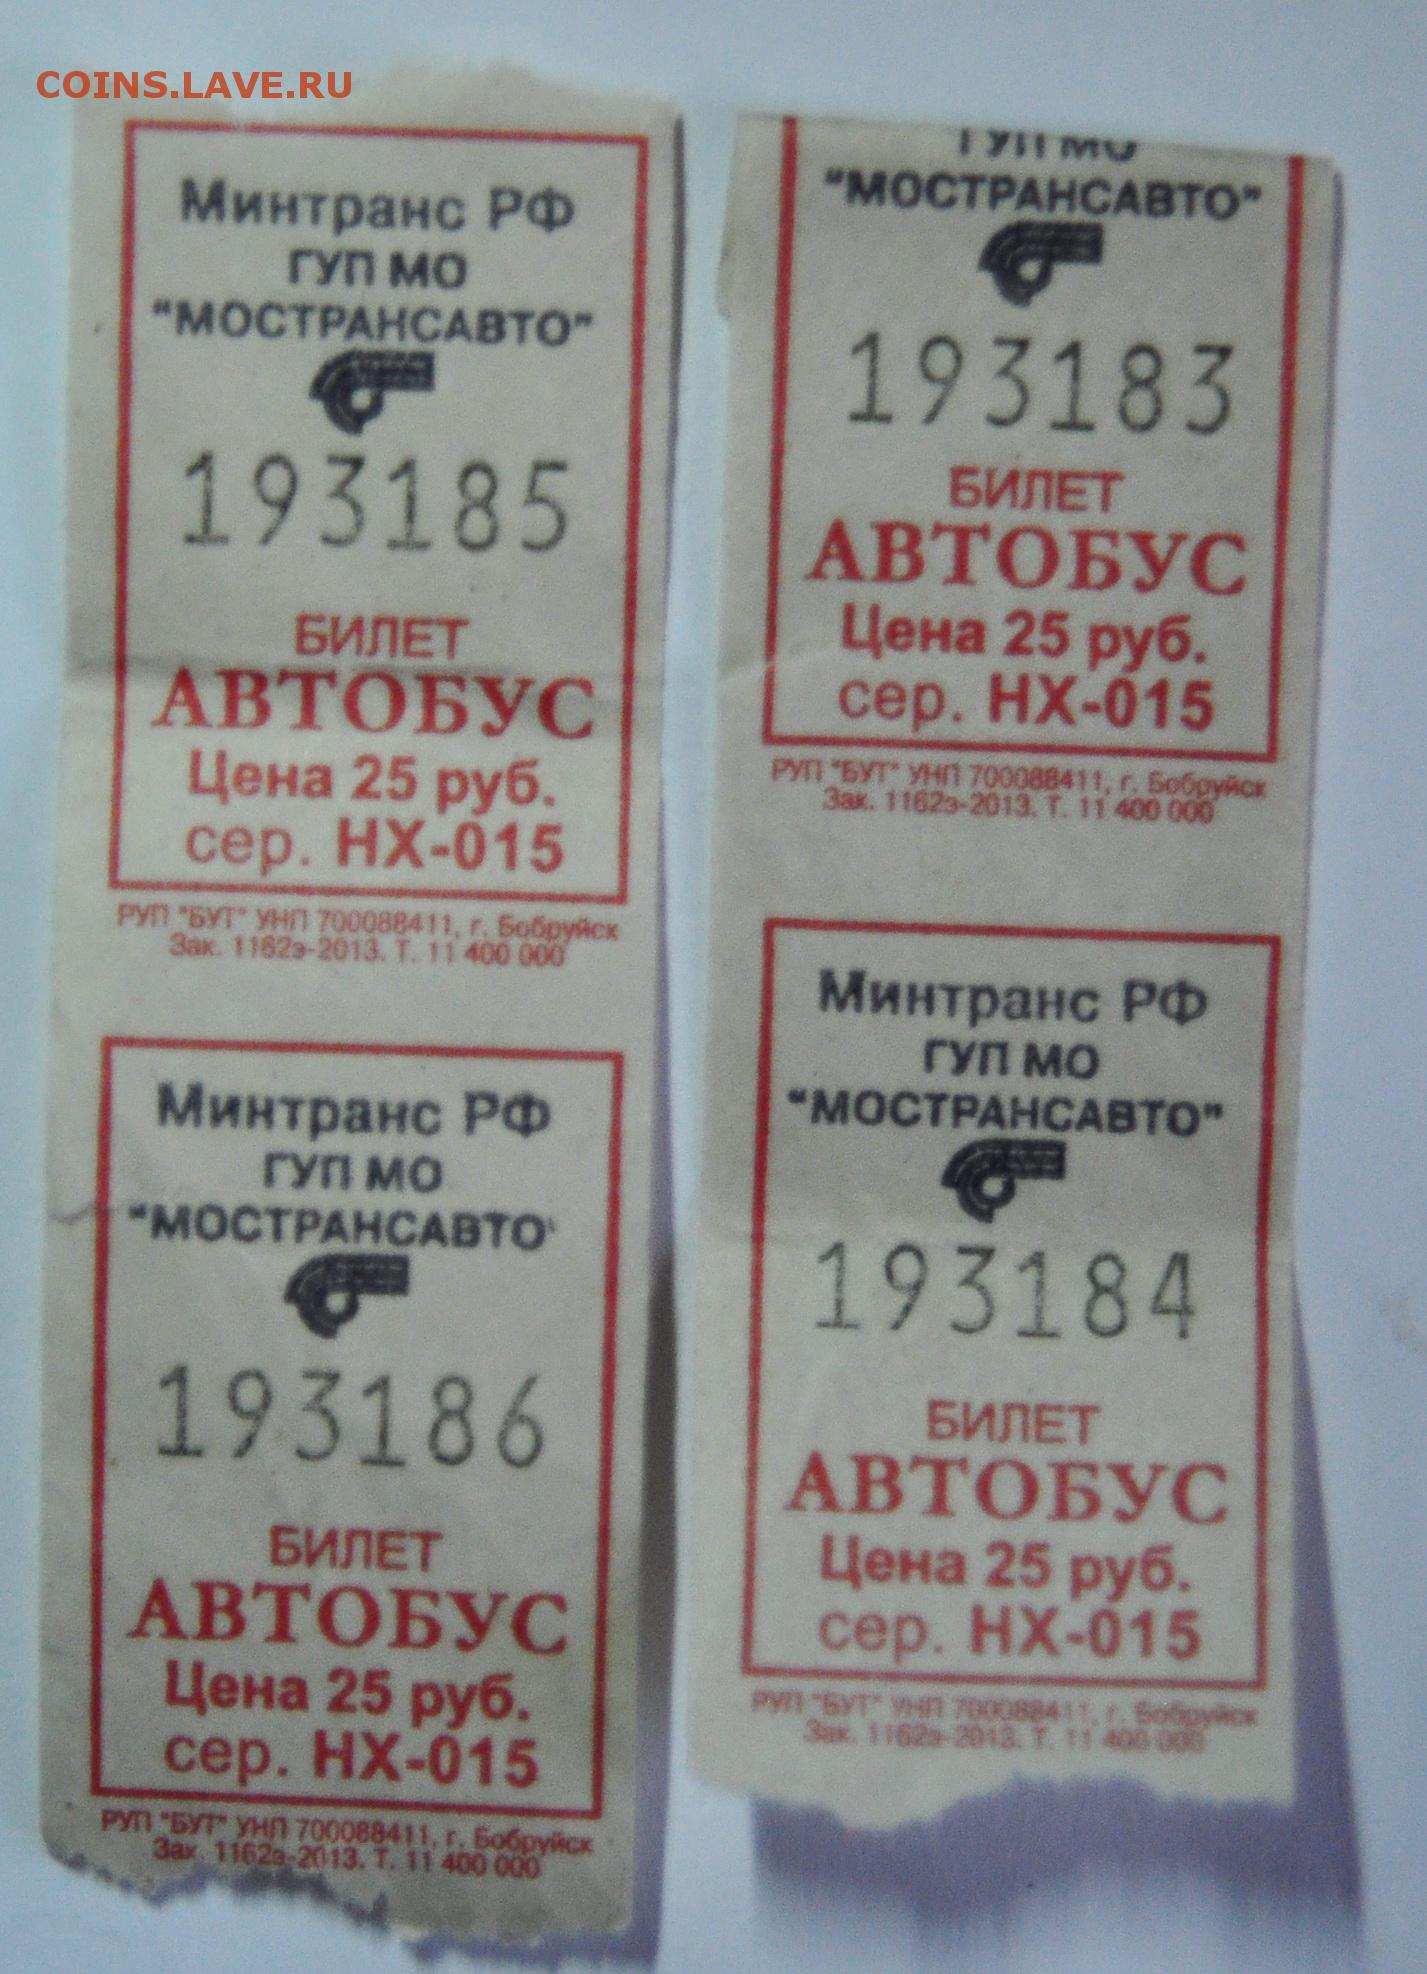 COINS.LAVE.RU
Минтранс РФ
ГУП МО
"МОСТРАНСАВТО"
193185
БИЛЕТ
АВТОБУС
Цена 25 руб.
сер. НХ-015
РУП "БУТ" УНП 700088411, г. Бобруйск
Зак. 1162э-2013. Т. 11 400 000
Минтранс РФ
ГУП МО
"МОСТРАНСАВТО"
193186
БИЛЕТ
АВТОБУС
Цена 25 руб.
сер. НХ-015
РУП "БУТ" УНП 700088411, г. Бобруйск
Зак. 1162э-2013. Т. 11 400 000
ГУП МО
"МОСТРАНСАВТО"
193183
БИЛЕТ
АВТОБУС
Цена 25 руб.
сер. НХ-015
РУП "БУТ" УНП 700088411, г. Бобруйск
Зак. 1162э-2013. Т. 11 400 000
Минтранс РФ
ГУП МО
"МОСТРАНСАВТО"
193184
БИЛЕТ
АВТОБУС
Цена 25 руб.
сер. НХ-015
РУП "БУТ" УНП 700088411, г. Бобруйск
Зак. 1162э-2013. Т. 11 400 000